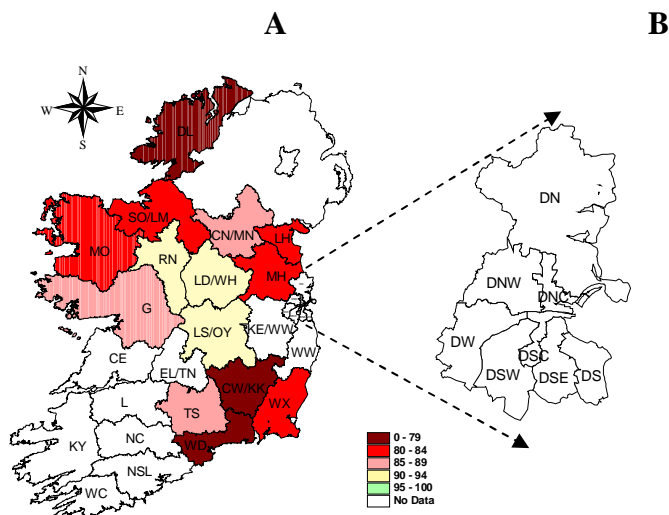 A
B
N
W E
S
DL
SO/LM
CN/MN
LH
MO
RN
LD/WH
MH
G
LS/OY
KE/WW
WW
CE
EL/TN
CW/KK
L
TS
WX
KY
NC
WD
NSL
WC
DN
DNW
DNC
DW
DSC
DSW
DSE
DS
0 - 79
80 - 84
85 - 89
90 - 94
95 - 100
No Data